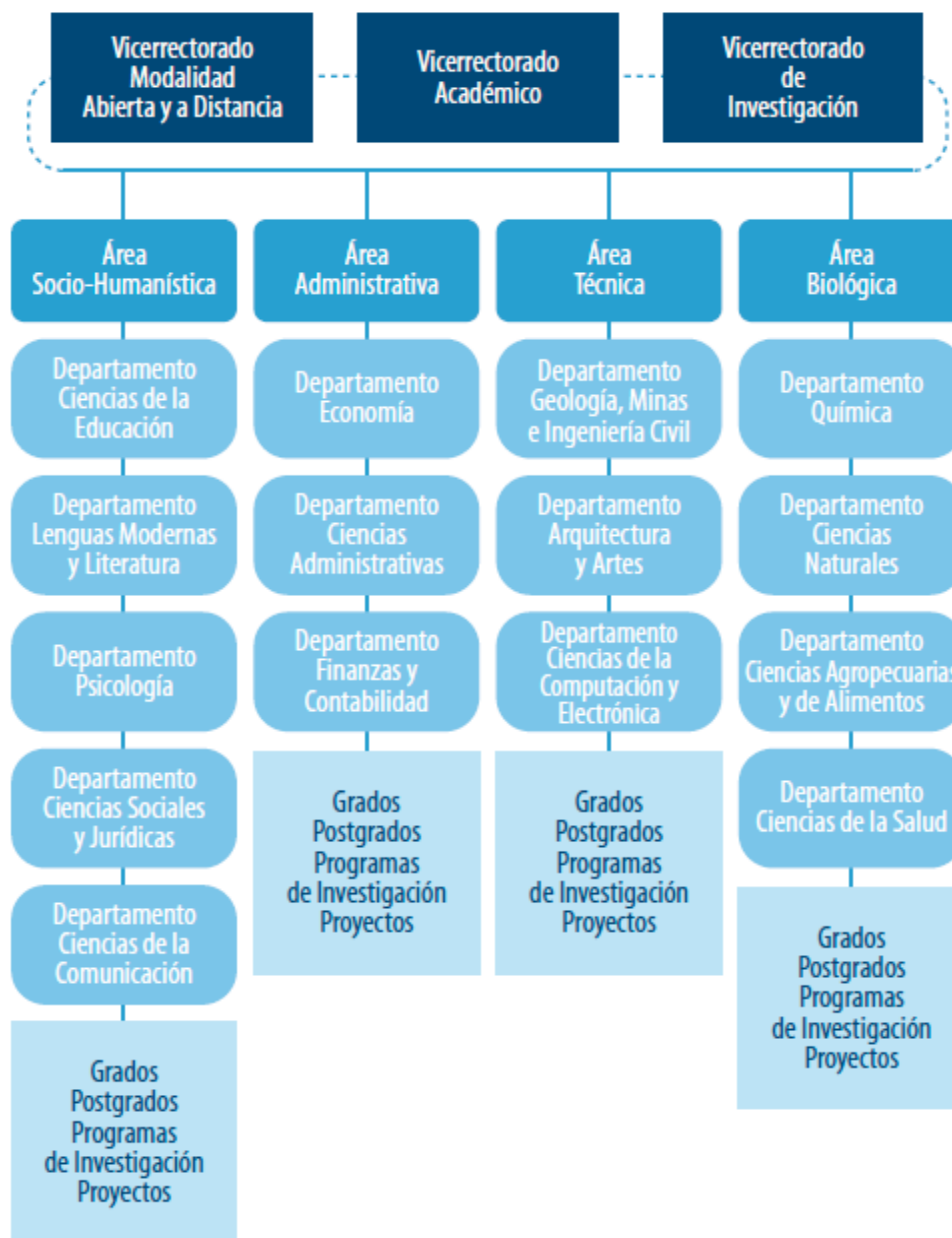 Vicerrectorado
Modalidad
Abierta y a Distancia
Vicerrectorado
Académico
Vicerrectorado
de
Investigación
Área
Socio-Humanística
Departamento
Ciencias de la
Educación
Departamento
Lenguas Modernas
y Literatura
Departamento
Psicología
Departamento
Ciencias Sociales
y Jurídicas
Departamento
Ciencias de la
Comunicación
Grados
Postgrados
Programas
de Investigación
Proyectos
Área
Administrativa
Departamento
Economía
Departamento
Ciencias
Administrativas
Departamento
Finanzas y
Contabilidad
Grados
Postgrados
Programas
de Investigación
Proyectos
Área
Técnica
Departamento
Geología, Minas
e Ingeniería Civil
Departamento
Arquitectura
y Artes
Departamento
Ciencias de la
Computación y
Electrónica
Grados
Postgrados
Programas
de Investigación
Proyectos
Área
Biológica
Departamento
Química
Departamento
Ciencias
Naturales
Departamento
Ciencias Agropecuarias
y de Alimentos
Departamento
Ciencias de la Salud
Grados
Postgrados
Programas
de Investigación
Proyectos